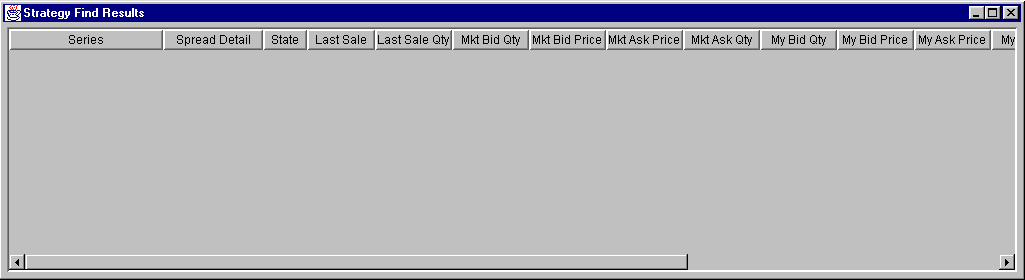 Strategy Find Results
Series Spread Detail State Last Sale Last Sale Qty Mkt Bid Qty Mkt Bid Price Mkt Ask Price Mkt Ask Qty My Bid Qty My Bid Price My Ask Price My